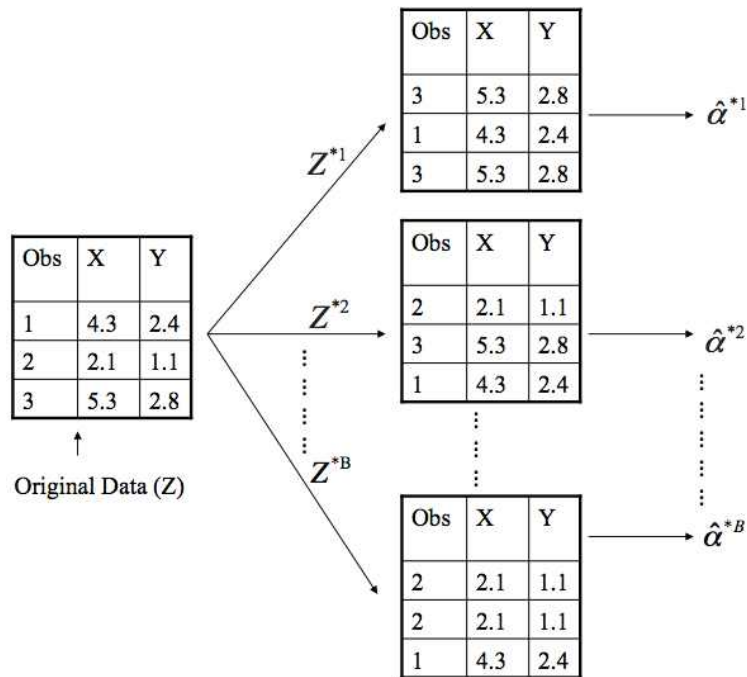 Obs X Y
3 5.3 2.8
1 4.3 2.4
3 5.3 2.8
α̂*1
Z*1
Obs X Y
1 4.3 2.4
2 2.1 1.1
3 5.3 2.8
Original Data (Z)
Z*2
Obs X Y
2 2.1 1.1
3 5.3 2.8
1 4.3 2.4
α̂*2
Z*B
Obs X Y
2 2.1 1.1
2 2.1 1.1
1 4.3 2.4
α̂*B